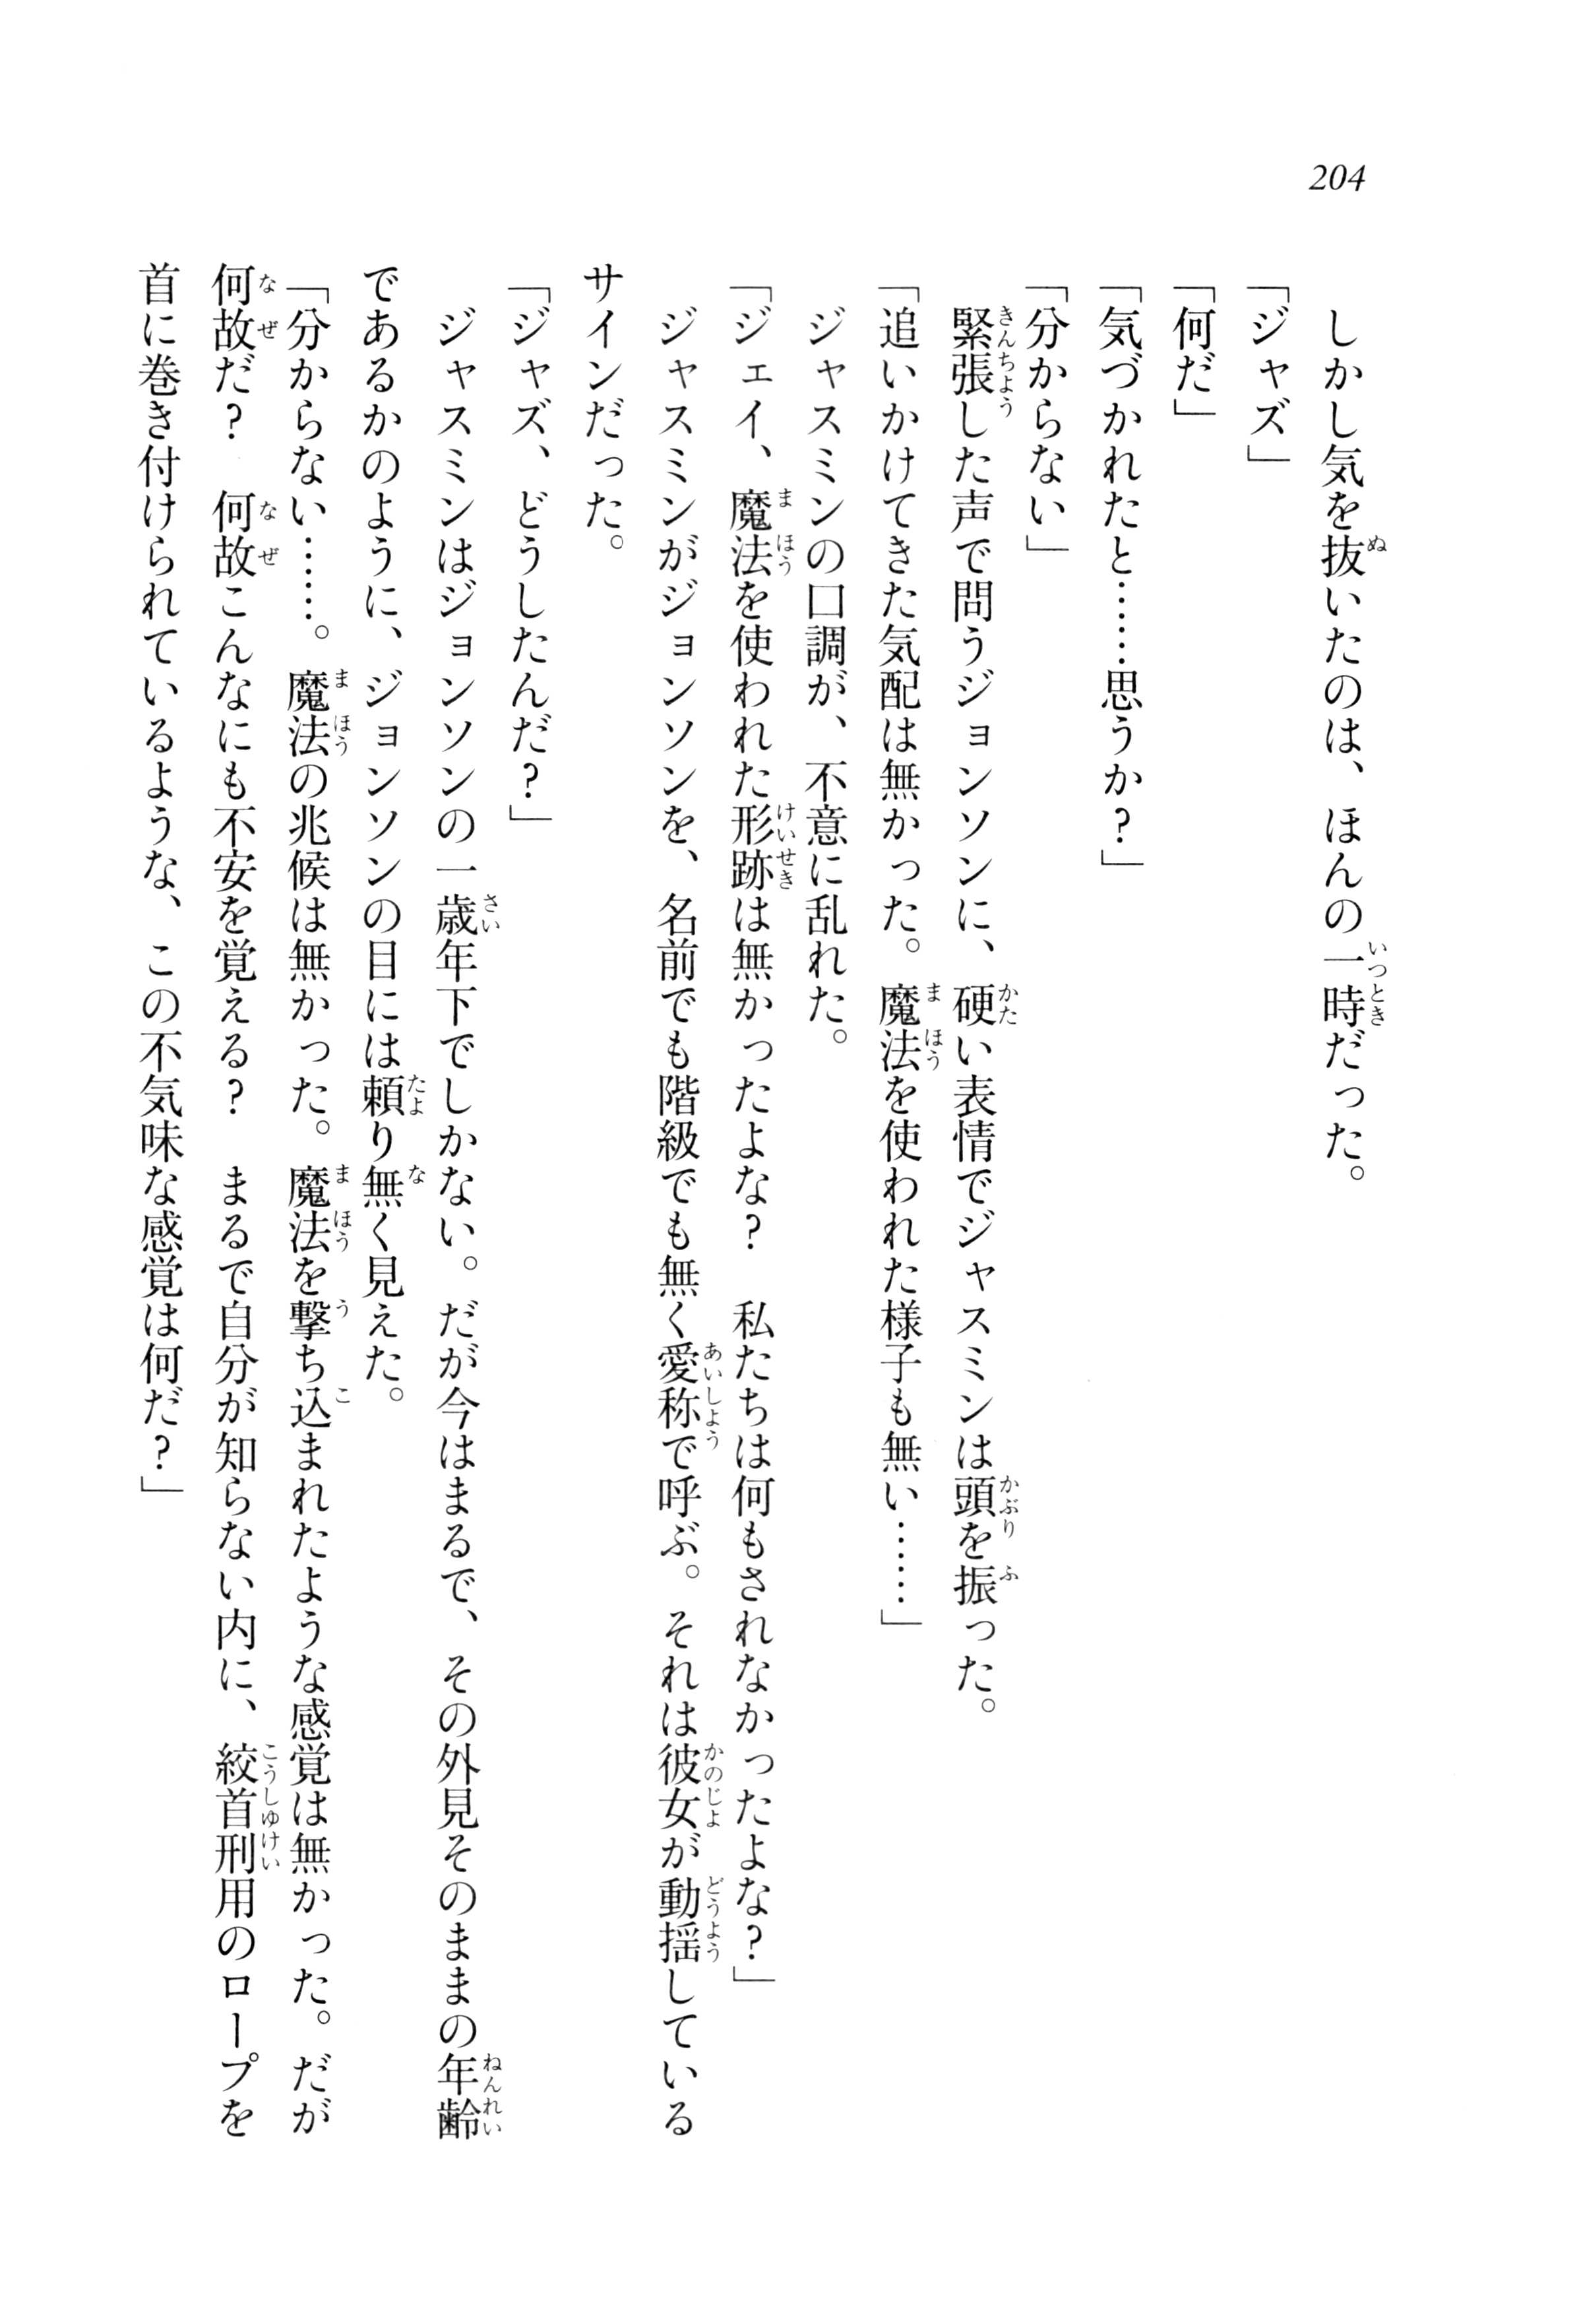 204
しかし気を抜いたのは、ほんの一時だった。
「ジャズ」
「何だ」
「気づかれたと……思うか?」
「分からない」
緊張した声で問うジョンソンに、硬い表情でジャスミンは頭を振った。
「追いかけてきた気配は無かった。魔法を使われた様子も無い……」
ジャスミンの口調が、不意に乱れた。
「ジェイ、魔法を使われた形跡は無かったよな? 私たちは何もされなかったよな?」
ジャスミンがジョンソンを、名前でも階級でも無く愛称で呼ぶ。それは彼女が動揺している
サインだった。
「ジャズ、どうしたんだ?」
ジャスミンはジョンソンの一歳年下でしかない。だが今はまるで、その外見そのままの年齢
であるかのように、ジョンソンの目には頼り無く見えた。
「分からない……。魔法の兆候は無かった。魔法を撃ち込まれたような感覚は無かった。だが
何故だ? 何故こんなにも不安を覚える? まるで自分が知らない内に、絞首刑用のロープを
首に巻き付けられているような、この不気味な感覚は何だ?」